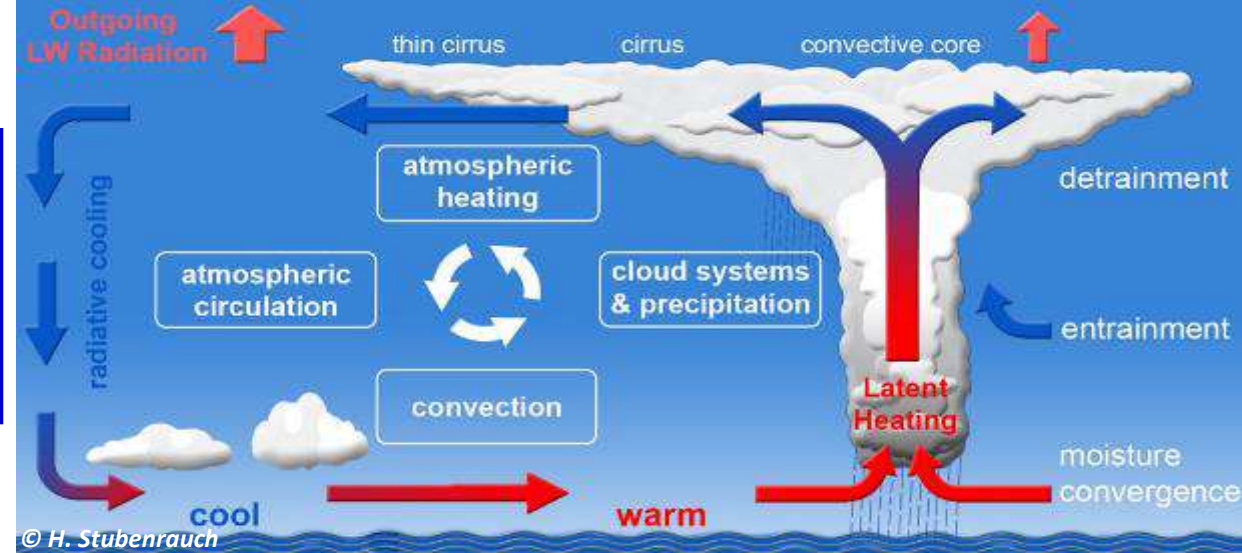 Outgoing
LW Radiation
thin cirrus
cirrus
convective core
atmospheric
heating
detrainment
radiative cooling
atmospheric
circulation
cloud systems
& precipitation
entrainment
convection
Latent
Heating
moisture
convergence
cool
warm
© H. Stubenrauch